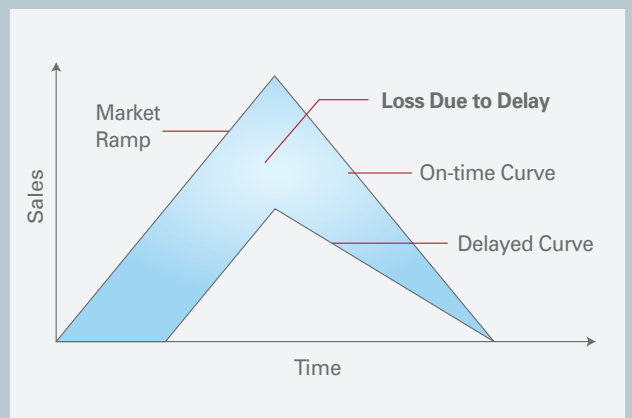 Market
Ramp
Loss Due to Delay
On-time Curve
Delayed Curve
Sales
Time